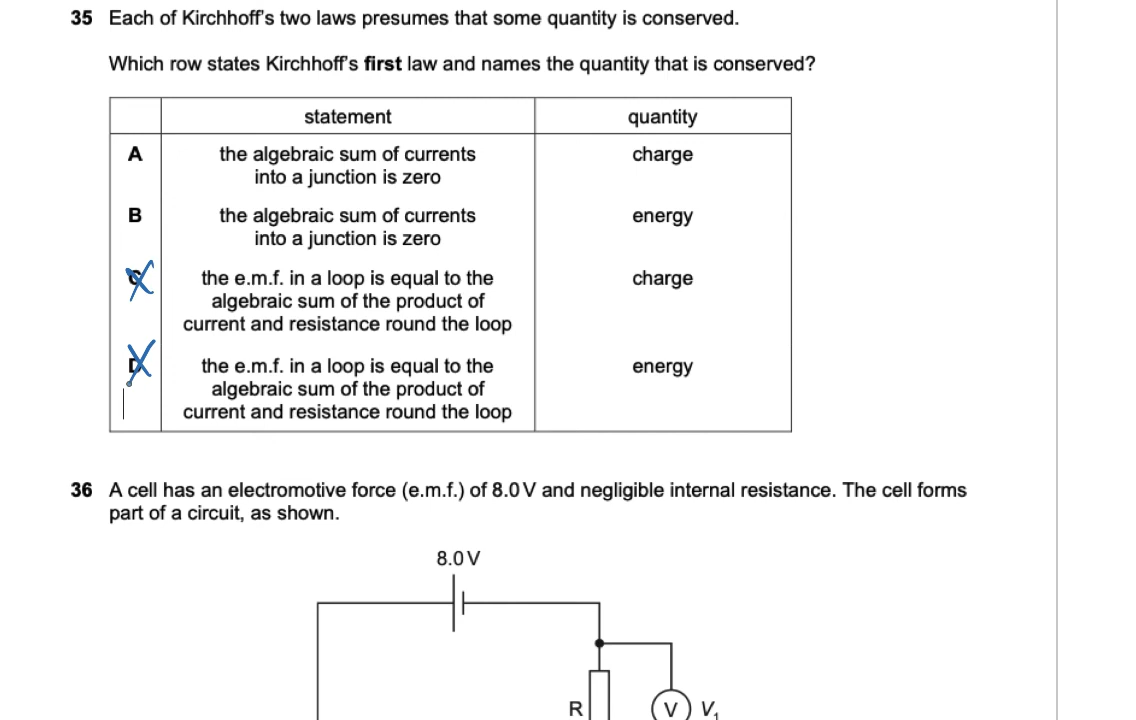 35 Each of Kirchhoff's two laws presumes that some quantity is conserved.
Which row states Kirchhoff's first law and names the quantity that is conserved?
statement quantity
A the algebraic sum of currents charge
into a junction is zero
B the algebraic sum of currents energy
into a junction is zero
C the e.m.f. in a loop is equal to the charge
algebraic sum of the product of
current and resistance round the loop
D the e.m.f. in a loop is equal to the energy
algebraic sum of the product of
current and resistance round the loop
36 A cell has an electromotive force (e.m.f.) of 8.0 V and negligible internal resistance. The cell forms
part of a circuit, as shown.
8.0 V
R V V₁